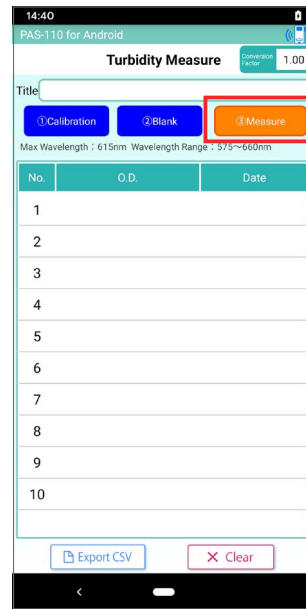 14:40
PAS-110 for Android
Turbidity Measure
Conversion Factor 1.00
Title
①Calibration ②Blank ③Measure
Max Wavelength：615nm Wavelength Range：575～660nm
No. O.D. Date
1
2
3
4
5
6
7
8
9
10
Export CSV × Clear